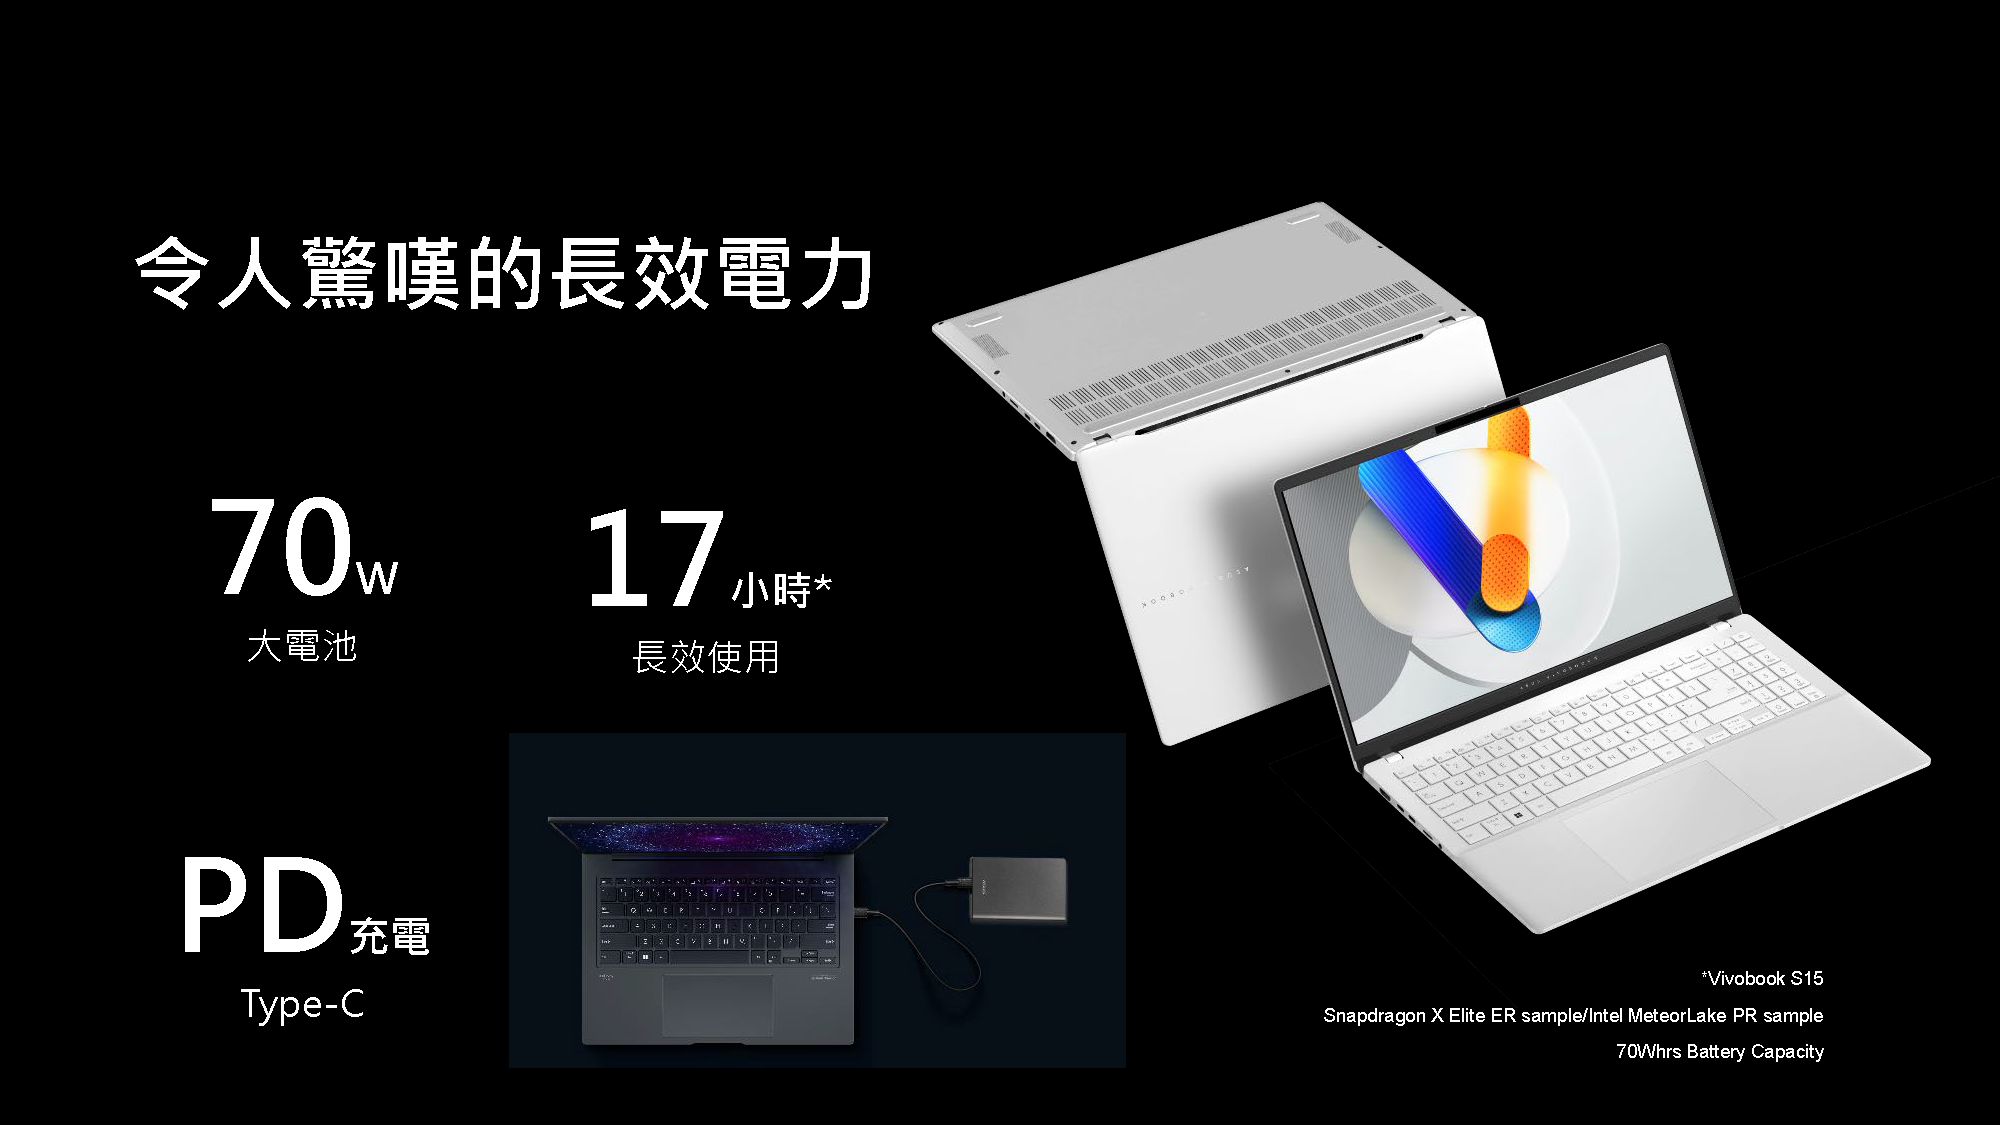 令人驚嘆的長效電力
70W
大電池
17小時*
長效使用
PD充電
Type-C
*Vivobook S15
Snapdragon X Elite ER sample/Intel MeteorLake PR sample
70Whrs Battery Capacity